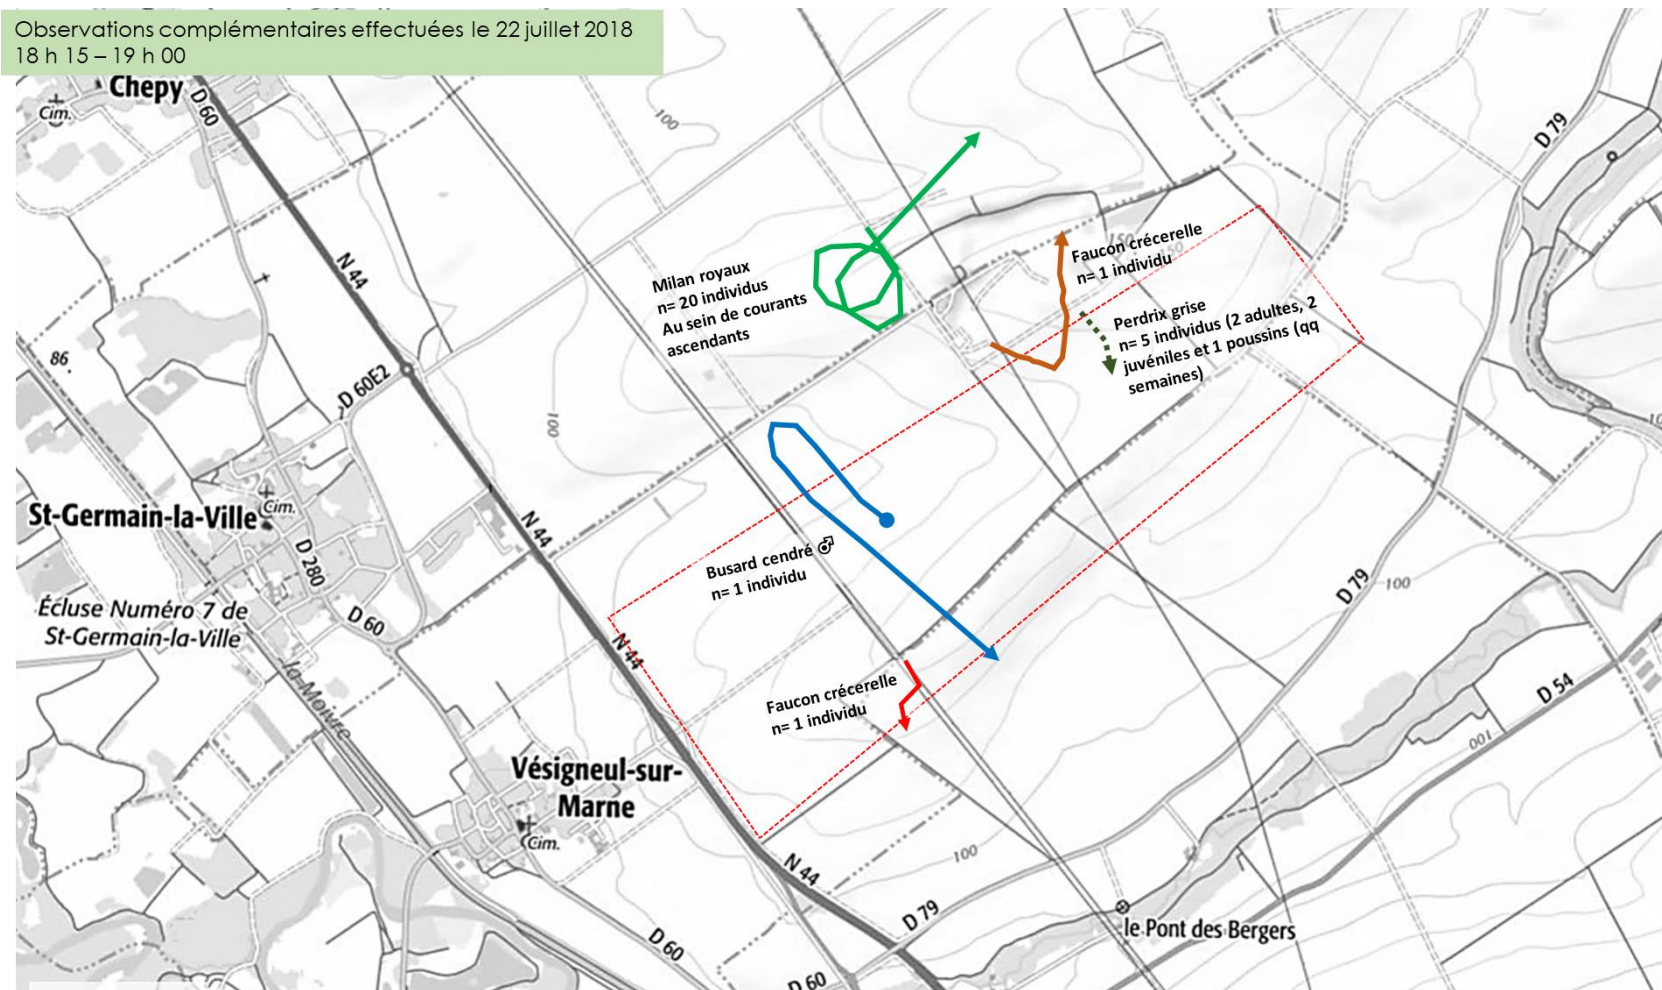 Observations complémentaires effectuées le 22 juillet 2018
18 h 15 – 19 h 00
Chepy
Cim.
D 60
100
D 79
N 44
Milan royaux
n= 20 individus
Au sein de courants
ascendants
Faucon crécerelle
n= 1 individu
150
150
Perdrix grise
n= 5 individus (2 adultes, 2
juvéniles et 1 poussins (qq
semaines)
86
D 60E2
100
10
St-Germain-la-Ville
Cim.
N 44
D 280
Busard cendré
n= 1 individu
Écluse Numéro 7 de
St-Germain-la-Ville
D 60
D 79
100
N 44
la Moivre
Faucon crécerelle
n= 1 individu
D 54
100
Vésigneul-sur-
Marne
Cim.
100
N 44
D 79
le Pont des Bergers
D 60
D 60